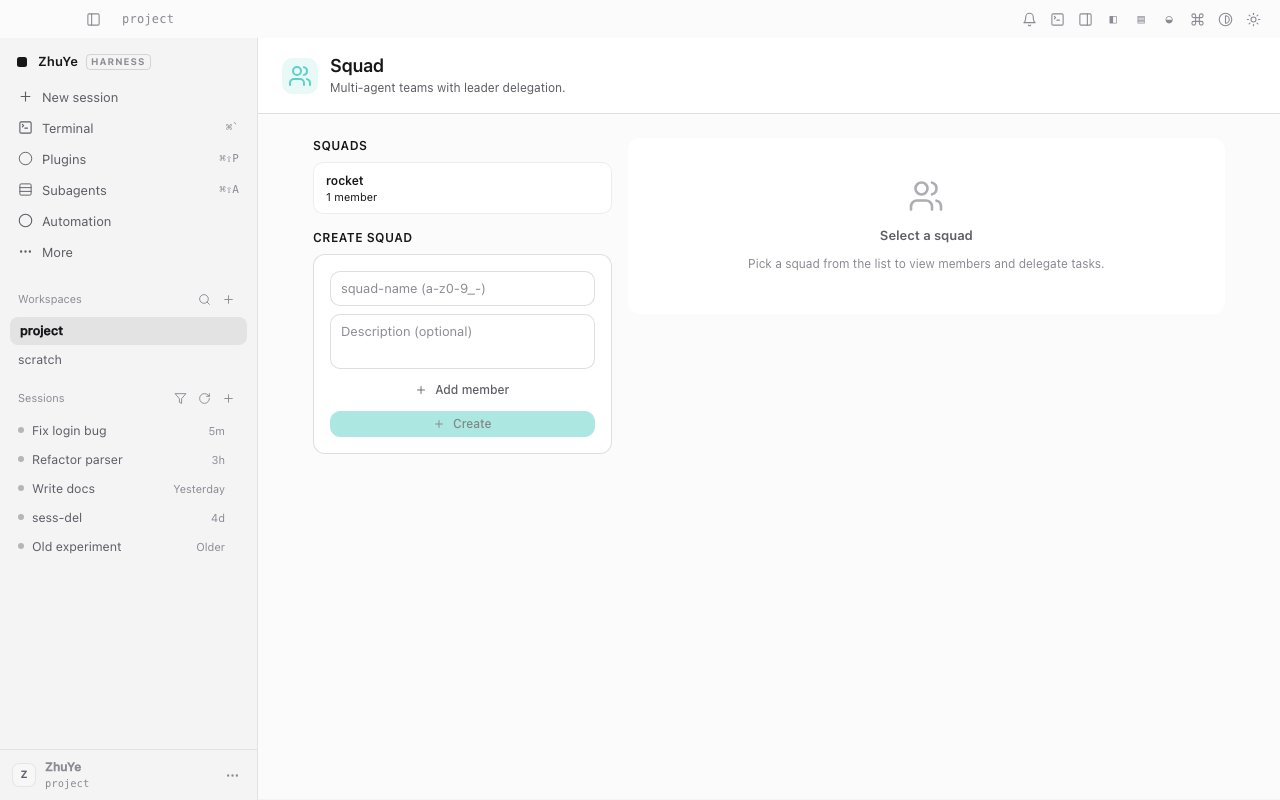 project
ZhuYe HARNESS
New session
Terminal ⌘`
Plugins ⌘⇧P
Subagents ⌘⇧A
Automation
More
Workspaces
project
scratch
Sessions
Fix login bug 5m
Refactor parser 3h
Write docs Yesterday
sess-del 4d
Old experiment Older
Z ZhuYe
project
Squad
Multi-agent teams with leader delegation.
SQUADS
rocket
1 member
CREATE SQUAD
squad-name (a-z0-9_-)
Description (optional)
Add member
Create
Select a squad
Pick a squad from the list to view members and delegate tasks.